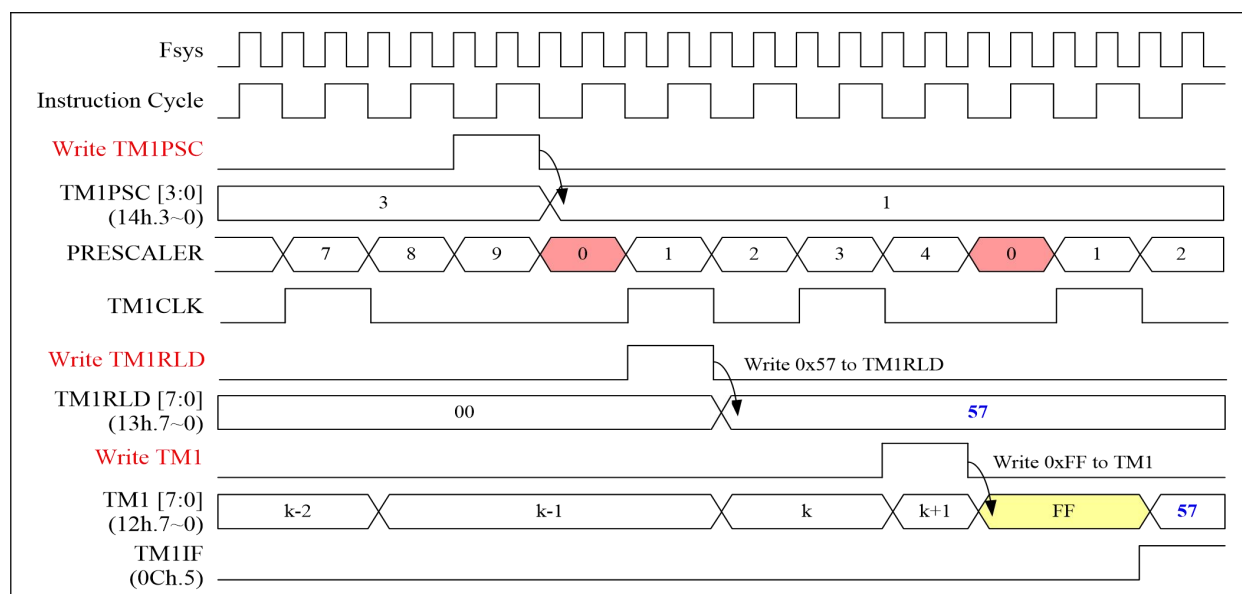 Fsys
Instruction Cycle
Write TM1PSC
TM1PSC [3:0]
(14h.3~0)
3
1
PRESCALER
7 8 9 0 1 2 3 4 0 1 2
TM1CLK
Write TM1RLD
Write 0x57 to TM1RLD
TM1RLD [7:0]
(13h.7~0)
00
57
Write TM1
Write 0xFF to TM1
TM1 [7:0]
(12h.7~0)
k-2 k-1 k k+1 FF 57
TM1IF
(0Ch.5)